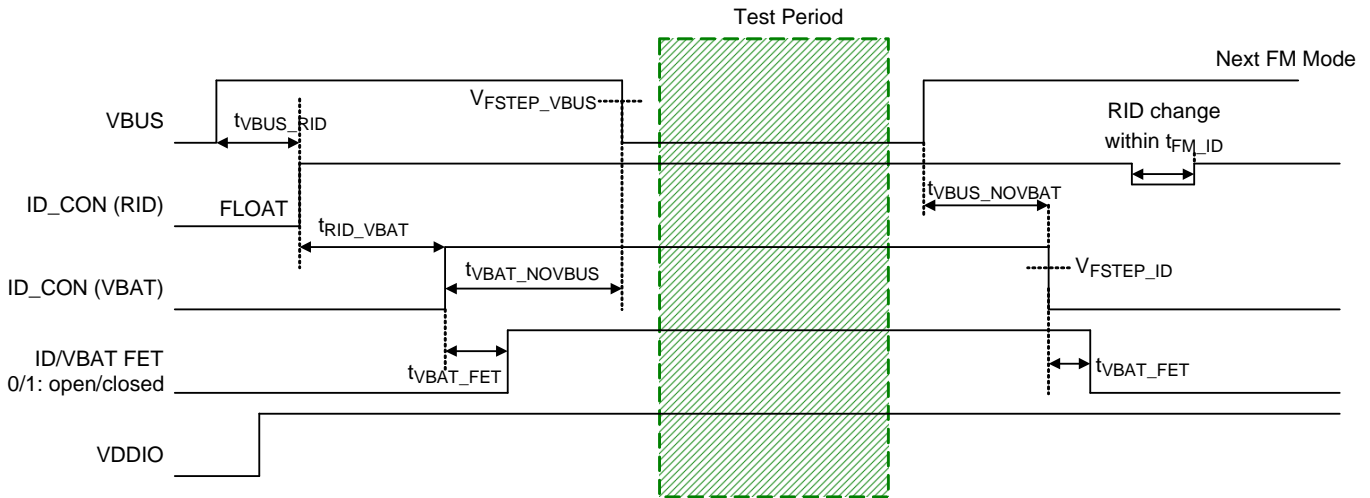 Test Period
Next FM Mode
VFSTEP_VBUS
VBUS
tVBUS_RID
RID change
within tFM_ID
tVBUS_NOVBAT
ID_CON (RID)
FLOAT
tRID_VBAT
tVBAT_NOVBUS
VFSTEP_ID
ID_CON (VBAT)
ID/VBAT FET
0/1: open/closed
tVBAT_FET
tVBAT_FET
VDDIO